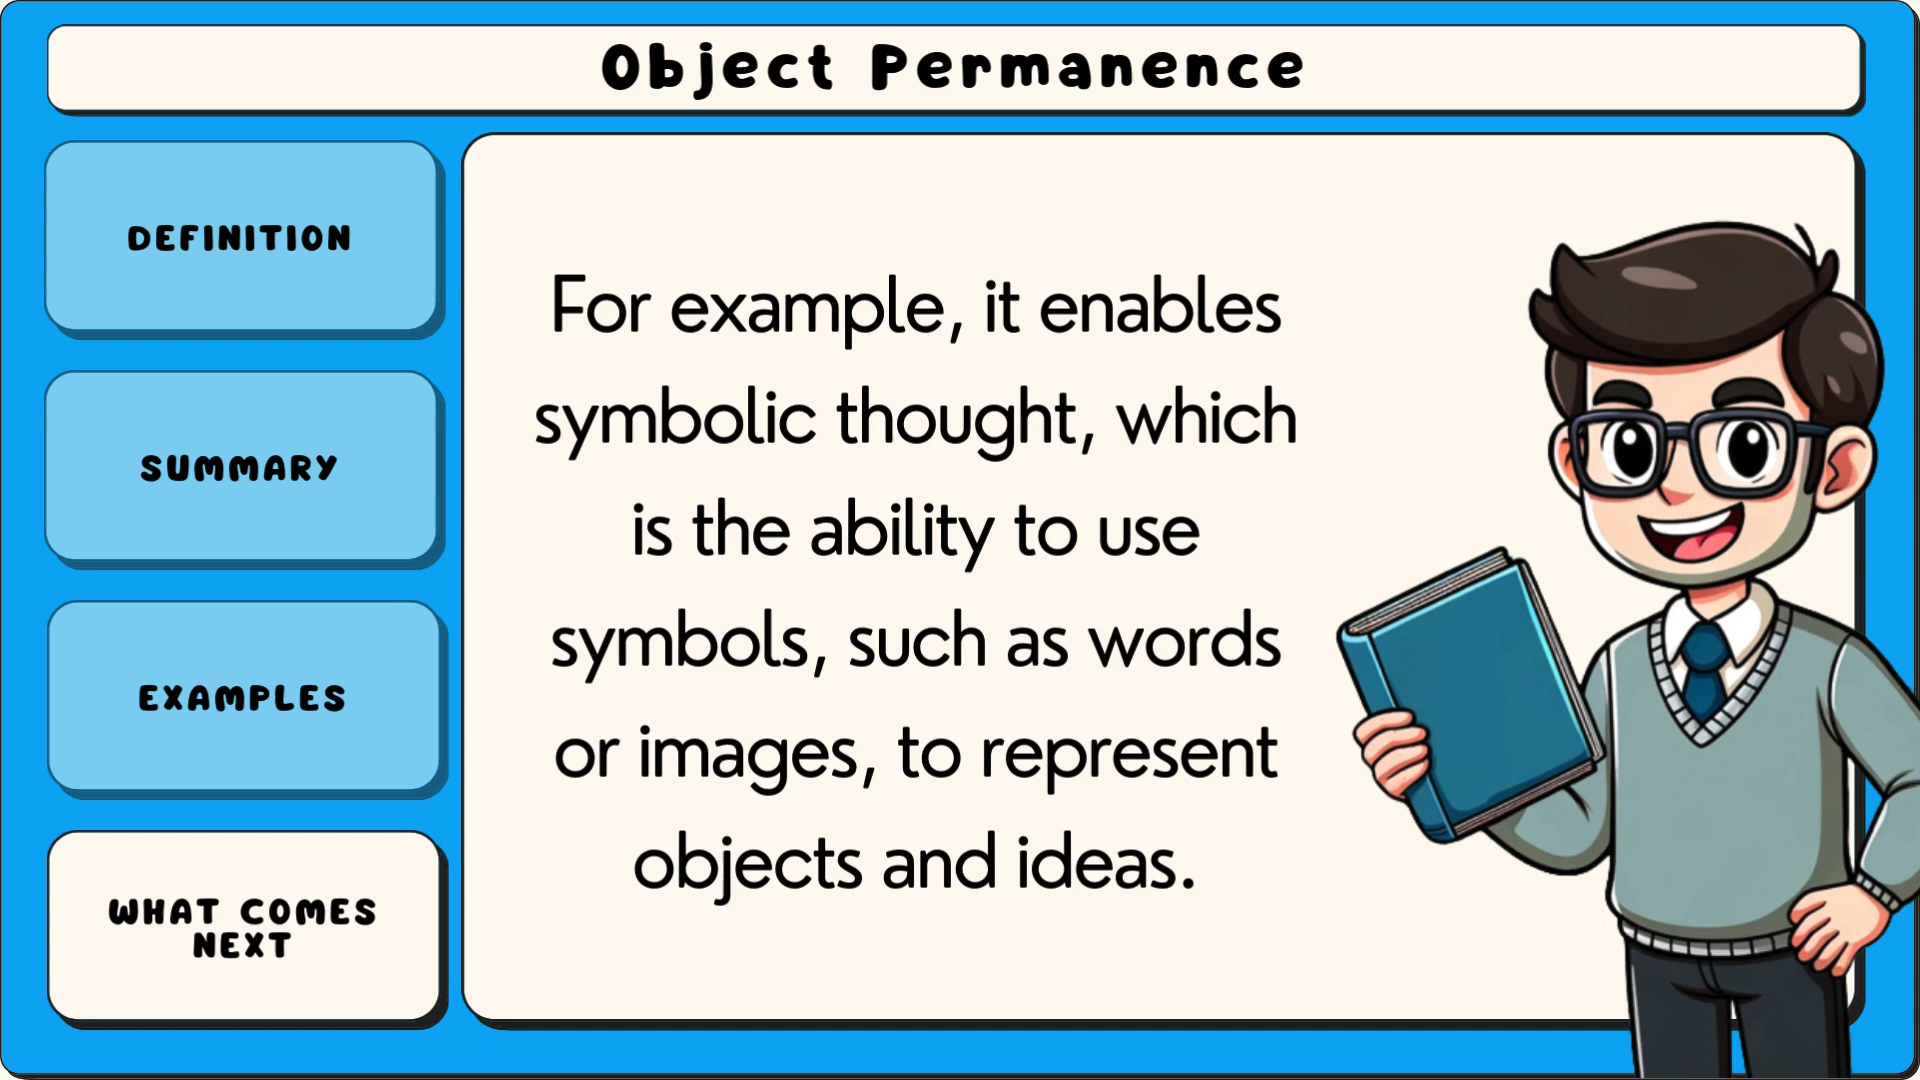 Object Permanence
DEFINITION
SUMMARY
EXAMPLES
WHAT COMES
NEXT
For example, it enables
symbolic thought, which
is the ability to use
symbols, such as words
or images, to represent
objects and ideas.